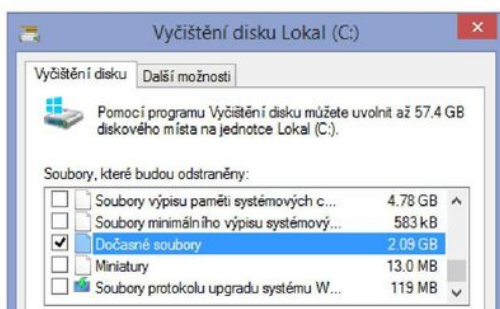 Vyčištění disku Lokal (C:)
Vyčištění disku Další možnosti
Pomocí programu Vyčištění disku můžete uvolnit až 57.4 GB
diskového místa na jednotce Lokal (C:).
Soubory, které budou odstraněny:
Soubory výpisu paměti systémových c... 4.78 GB
Soubory minimálního výpisu systémový... 583 kB
Dočasné soubory 2.09 GB
Miniatury 13.0 MB
Soubory protokolu upgradu systému W... 119 MB